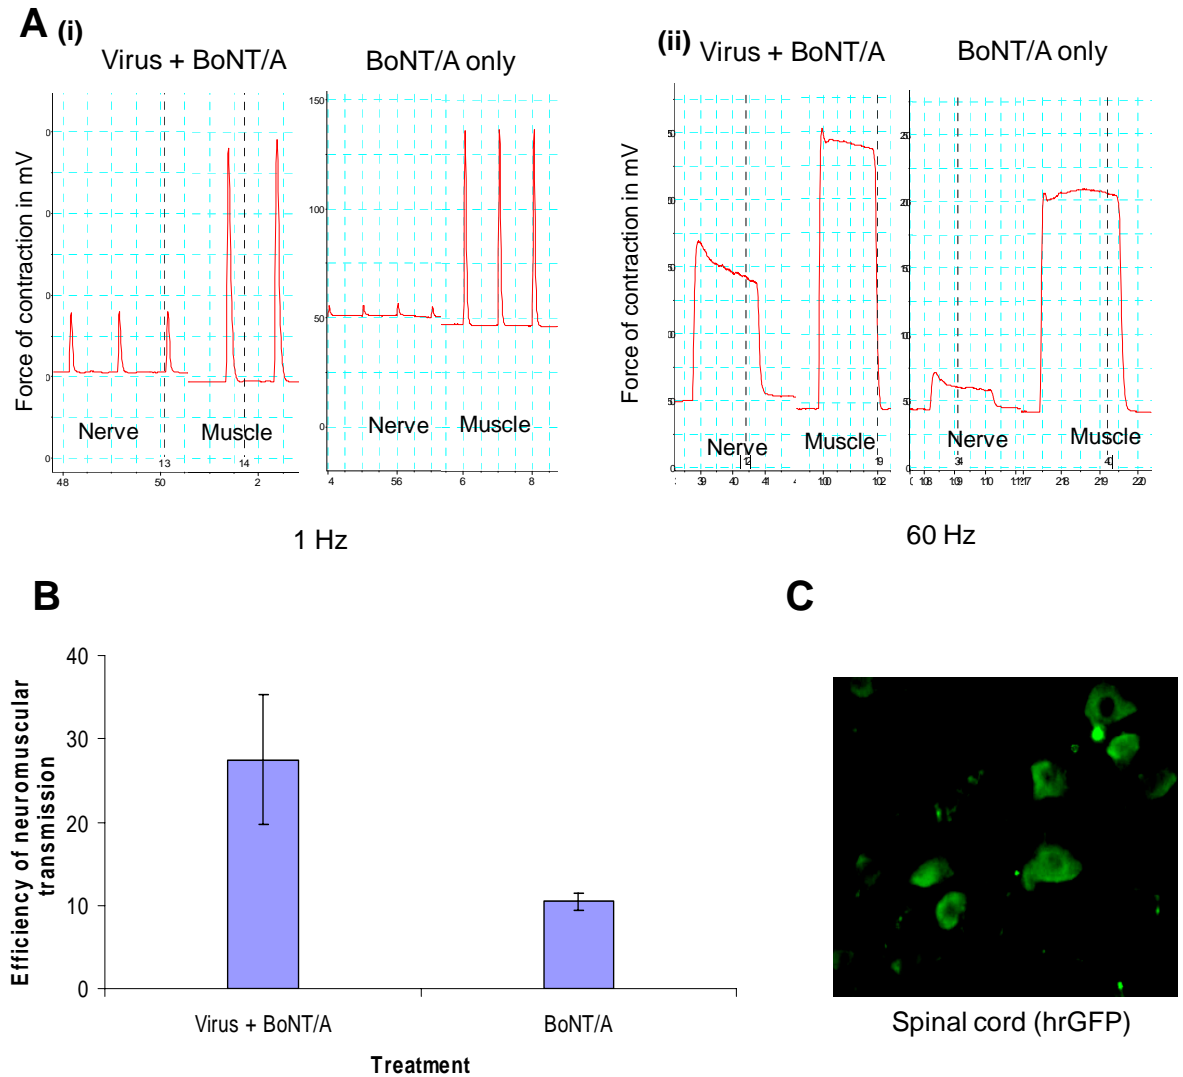 A (i)
Virus + BoNT/A
BoNT/A only
(ii)
Virus + BoNT/A
BoNT/A only
Force of contraction in mV
150
100
50
0
Nerve
Muscle
Nerve
Muscle
48
50
13
14
2
4
56
6
8
1 Hz
Force of contraction in mV
Nerve
Muscle
Nerve
Muscle
60 Hz
B
C
Efficiency of neuromuscular
transmission
40
30
20
10
0
Virus + BoNT/A
BoNT/A
Treatment
Spinal cord (hrGFP)